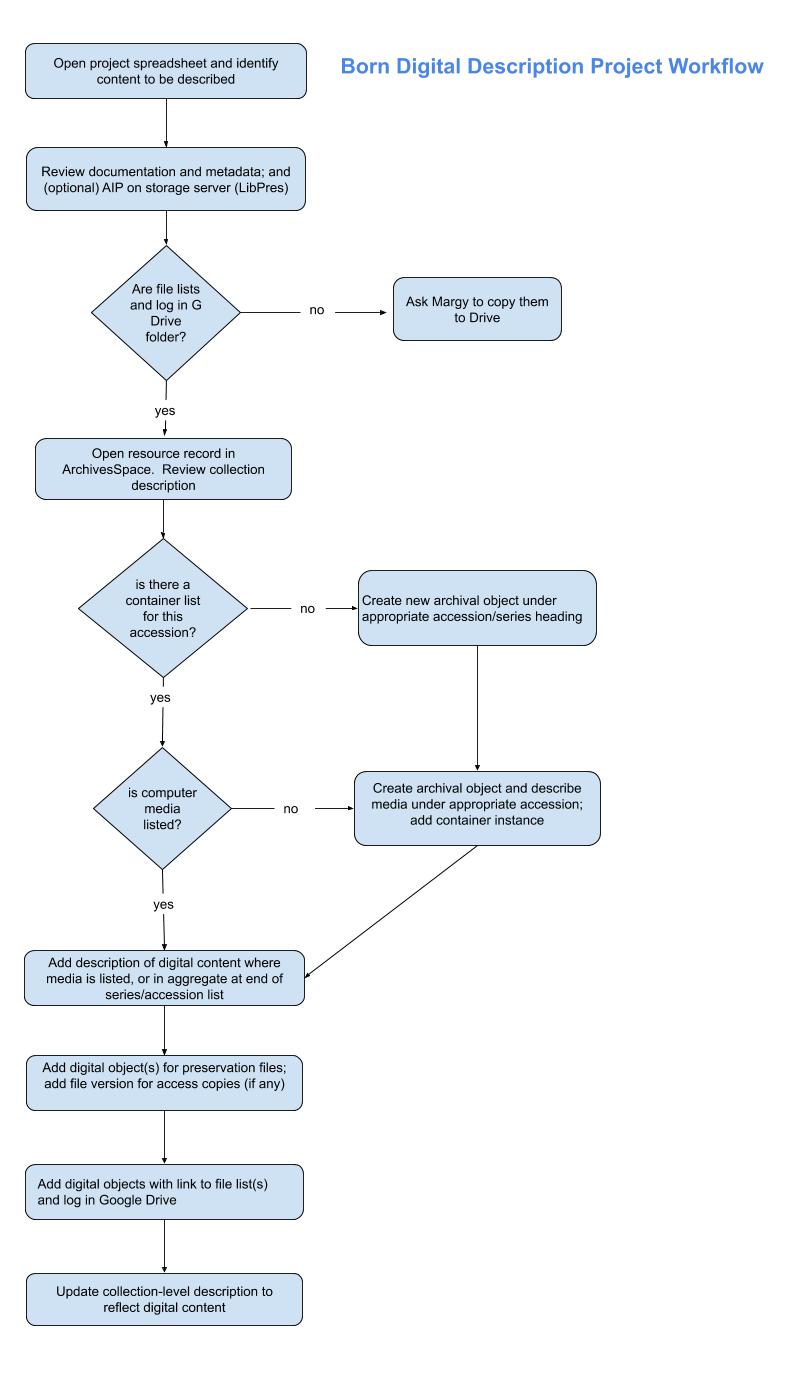 Born Digital Description Project Workflow
Open project spreadsheet and identify
content to be described
Review documentation and metadata; and
(optional) AIP on storage server (LibPres)
Are file lists
and log in G
Drive
folder?
no
Ask Margy to copy them
to Drive
yes
Open resource record in
ArchivesSpace.  Review collection
description
is there a
container list
for this
accession?
no
Create new archival object under
appropriate accession/series heading
yes
is computer
media
listed?
no
Create archival object and describe
media under appropriate accession;
add container instance
yes
Add description of digital content where
media is listed, or in aggregate at end of
series/accession list
Add digital object(s) for preservation files;
add file version for access copies (if any)
Add digital objects with link to file list(s)
and log in Google Drive
Update collection-level description to
reflect digital content